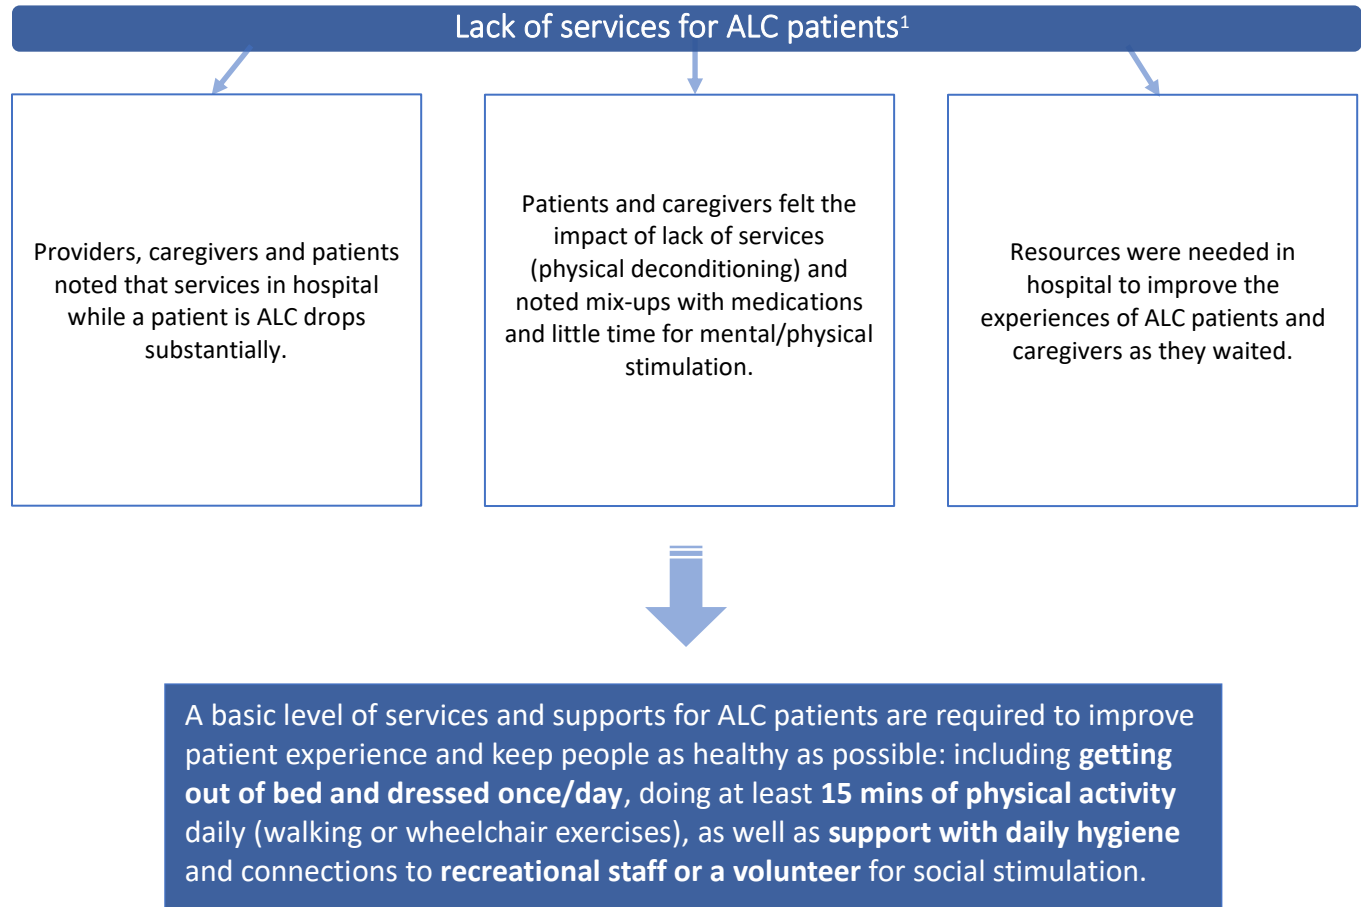 Lack of services for ALC patients¹
Providers, caregivers and patients
noted that services in hospital
while a patient is ALC drops
substantially.
Patients and caregivers felt the
impact of lack of services
(physical deconditioning) and
noted mix-ups with medications
and little time for mental/physical
stimulation.
Resources were needed in
hospital to improve the
experiences of ALC patients and
caregivers as they waited.
A basic level of services and supports for ALC patients are required to improve
patient experience and keep people as healthy as possible: including getting
out of bed and dressed once/day, doing at least 15 mins of physical activity
daily (walking or wheelchair exercises), as well as support with daily hygiene
and connections to recreational staff or a volunteer for social stimulation.